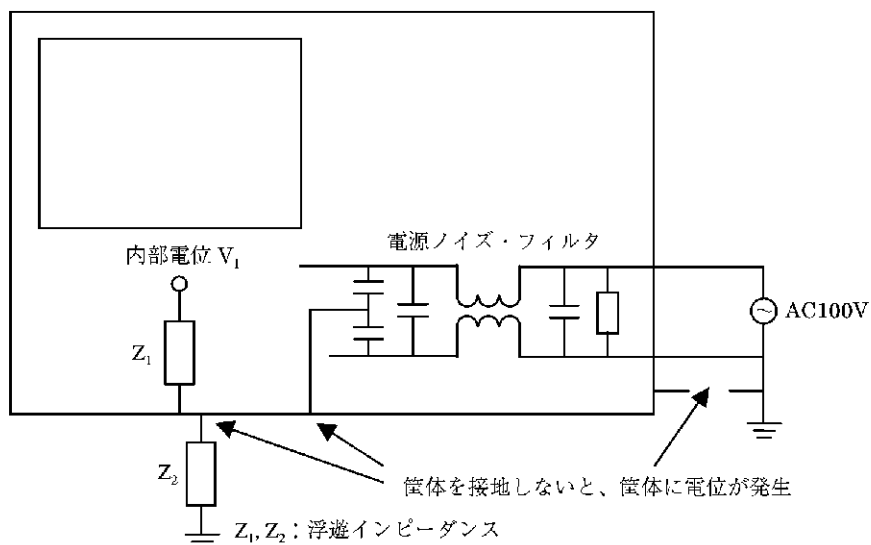 電源ノイズ・フィルタ
内部電位 V₁
AC100V
Z₁
Z₂
筐体を接地しないと、筐体に電位が発生
Z₁, Z₂：浮遊インピーダンス